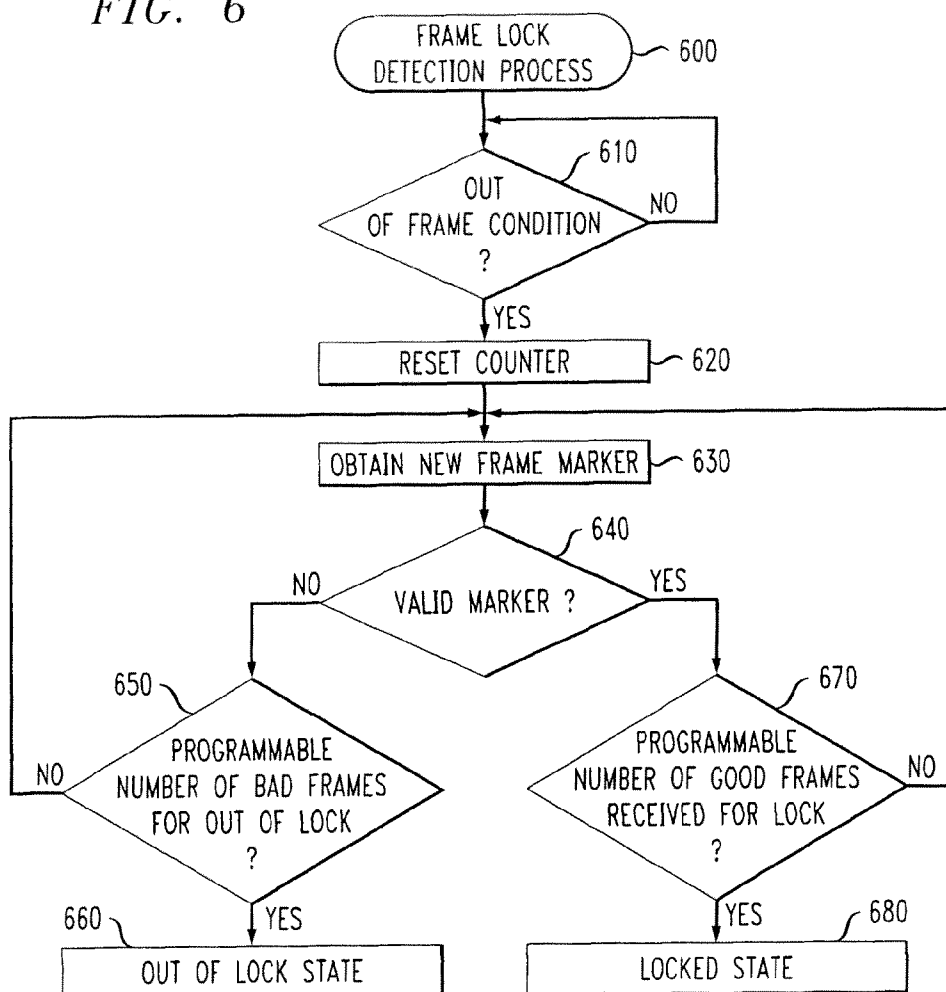 FIG. 6
FRAME LOCK
DETECTION PROCESS
600
610
OUT
OF FRAME CONDITION
?
NO
YES
RESET COUNTER
620
OBTAIN NEW FRAME MARKER
630
640
NO
VALID MARKER ?
YES
650
PROGRAMMABLE
NUMBER OF BAD FRAMES
FOR OUT OF LOCK
?
NO
YES
670
PROGRAMMABLE
NUMBER OF GOOD FRAMES
RECEIVED FOR LOCK
?
NO
YES
660
OUT OF LOCK STATE
680
LOCKED STATE